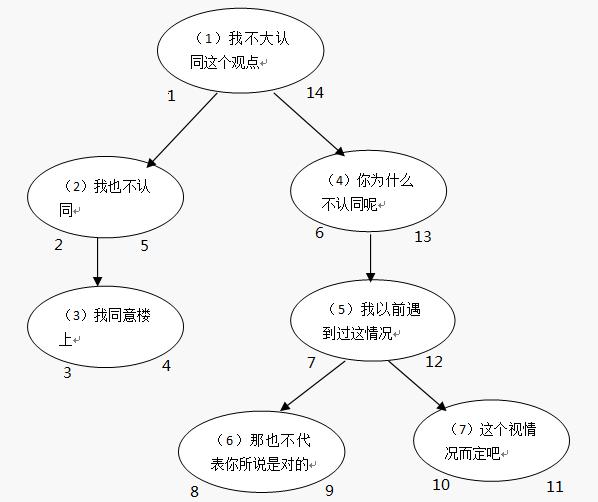 （1）我不大认
同这个观点↵
1
14
（2）我也不认
同↵
2
5
（4）你为什么
不认同呢↵
6
13
（3）我同意楼
上↵
3
4
（5）我以前遇
到过这情况↵
7
12
（6）那也不代
表你所说是对的↵
8
9
（7）这个视情
况而定吧↵
10
11